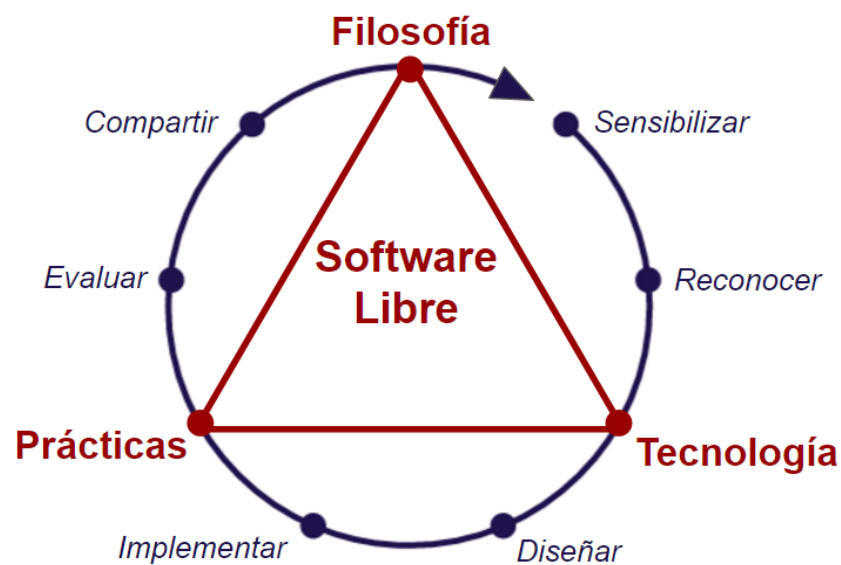 Filosofía
Compartir
Sensibilizar
Software
Libre
Evaluar
Reconocer
Prácticas
Tecnología
Implementar
Diseñar